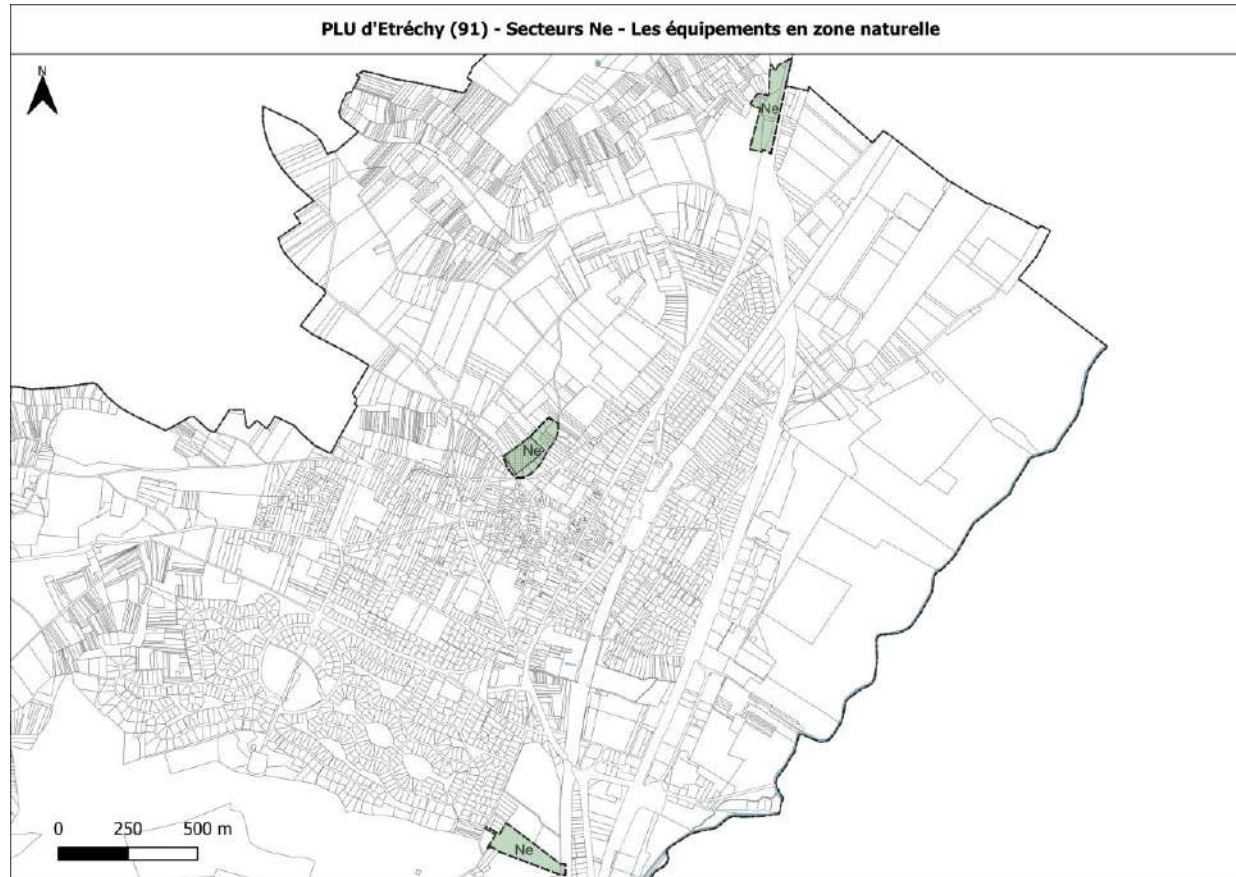 PLU d'Etréchy (91) - Secteurs Ne - Les équipements en zone naturelle
N
Ne
Ne
Ne
0 250 500 m